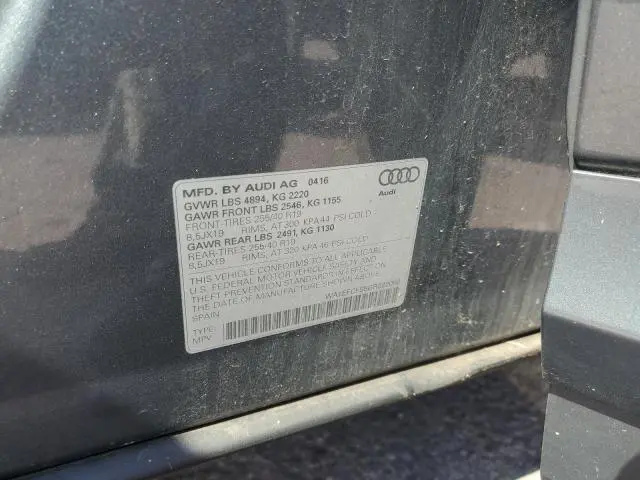 MFD. BY AUDI AG 0416
GVWR LBS 4894, KG 2220
GAWR FRONT LBS 2546, KG 1155
FRONT-TIRES 255/40 R19
8,5JX19 RIMS, AT 300 KPA 44 PSI COLD
GAWR REAR LBS 2491, KG 1130
REAR-TIRES 255/40 R19
8,5JX19 RIMS, AT 300 KPA 46 PSI COLD
THIS VEHICLE CONFORMS TO ALL APPLICABLE
U.S. FEDERAL MOTOR VEHICLE SAFETY AND
THEFT PREVENTION STANDARDS IN EFFECT ON
THE DATE OF MANUFACTURE SHOWN ABOVE.
SPAIN
TYPE:
MPV
Audi